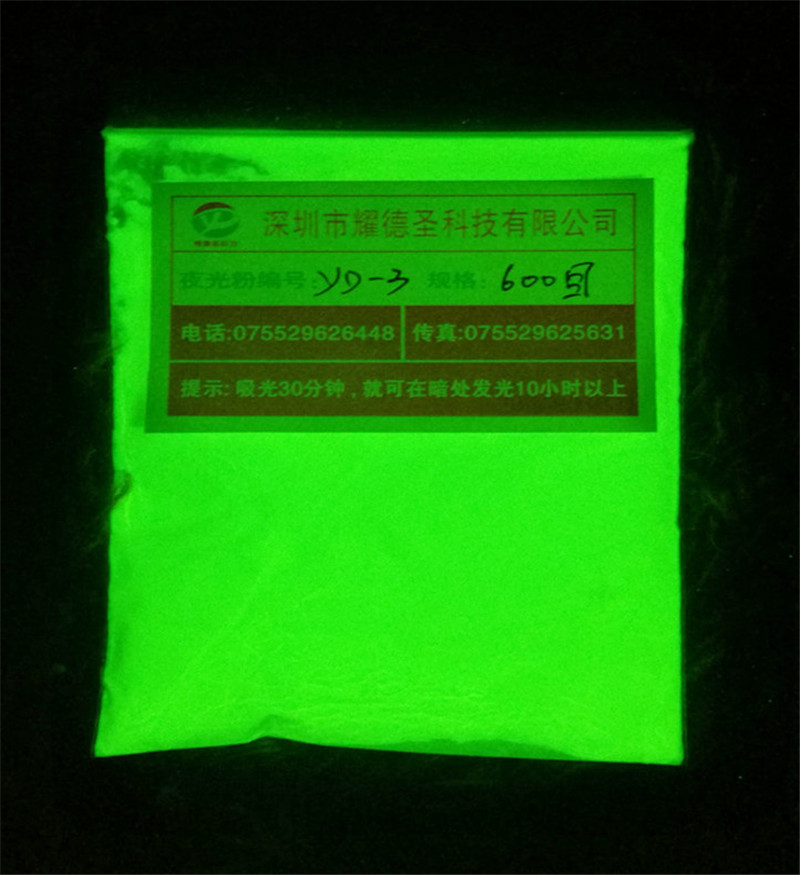 深圳市耀德圣科技有限公司
夜光粉编号: YD-3 规格: 600目
电话:075529626448 传真:075529625631
提示: 吸光30分钟，就可在暗处发光10小时以上